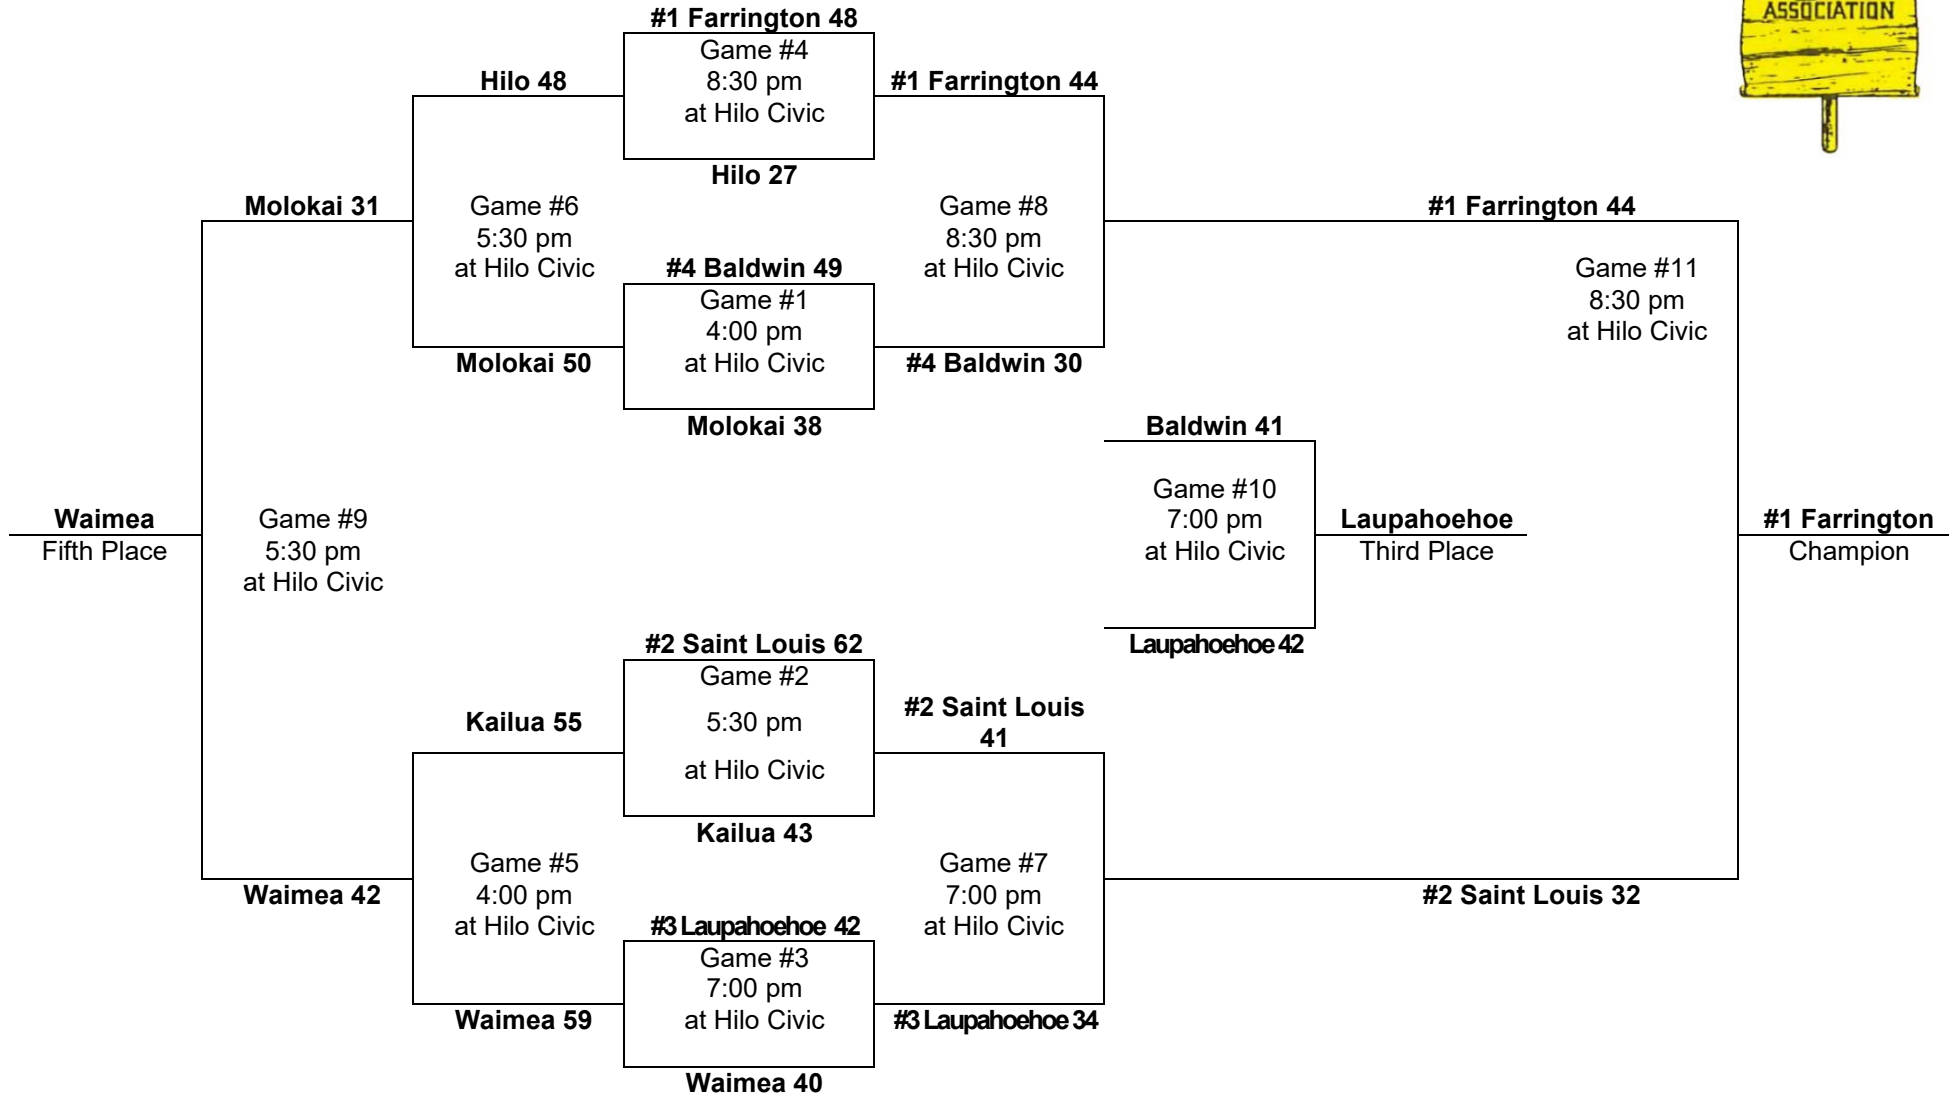 ASSOCIATION
#1 Farrington 48
Game #4
8:30 pm
at Hilo Civic
Hilo 27
Hilo 48
#1 Farrington 44
Molokai 31
Game #6
5:30 pm
at Hilo Civic
Game #8
8:30 pm
at Hilo Civic
#1 Farrington 44
#4 Baldwin 49
Game #1
4:00 pm
at Hilo Civic
Molokai 38
Game #11
8:30 pm
at Hilo Civic
Molokai 50
#4 Baldwin 30
Baldwin 41
Game #10
7:00 pm
at Hilo Civic
Laupahoehoe 42
Waimea
Fifth Place
Game #9
5:30 pm
at Hilo Civic
Laupahoehoe
Third Place
#1 Farrington
Champion
#2 Saint Louis 62
Game #2
5:30 pm
at Hilo Civic
Kailua 43
Kailua 55
#2 Saint Louis
41
Waimea 42
Game #5
4:00 pm
at Hilo Civic
Game #7
7:00 pm
at Hilo Civic
#2 Saint Louis 32
#3 Laupahoehoe 42
Game #3
7:00 pm
at Hilo Civic
Waimea 40
Waimea 59
#3 Laupahoehoe 34